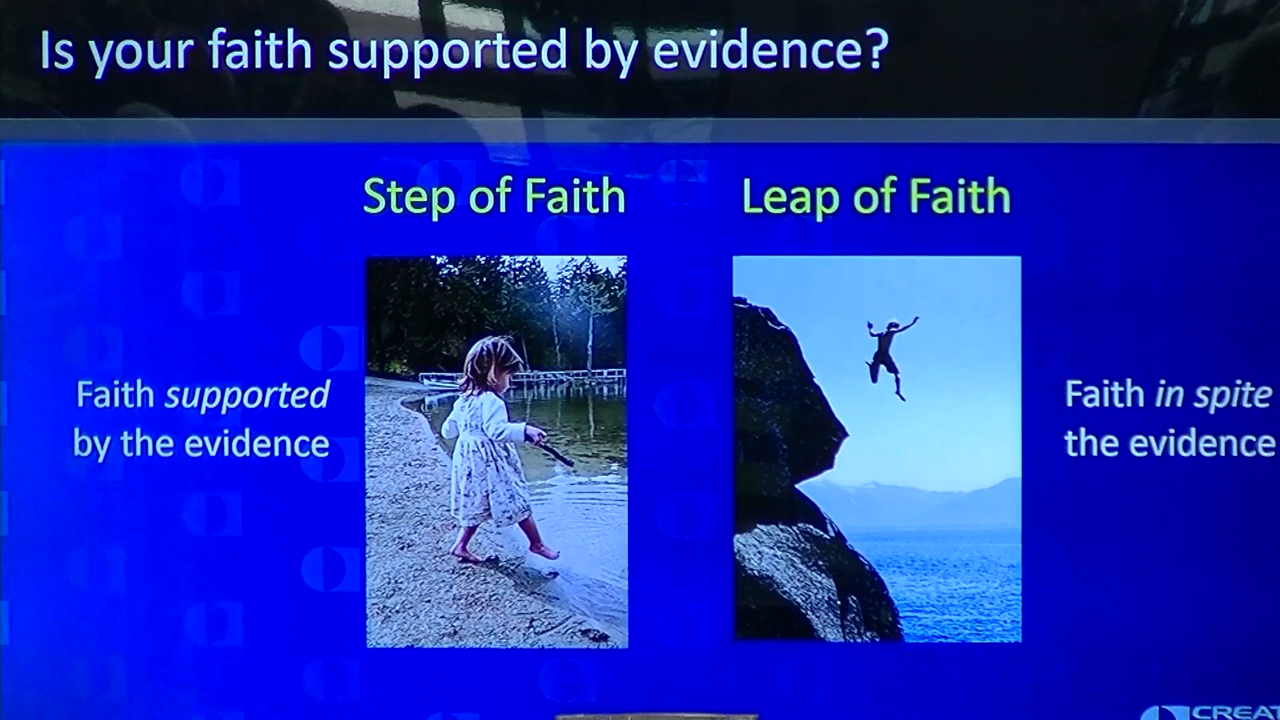 Is your faith supported by evidence?
Step of Faith
Leap of Faith
Faith supported
by the evidence
Faith in spite
the evidence
CREAT